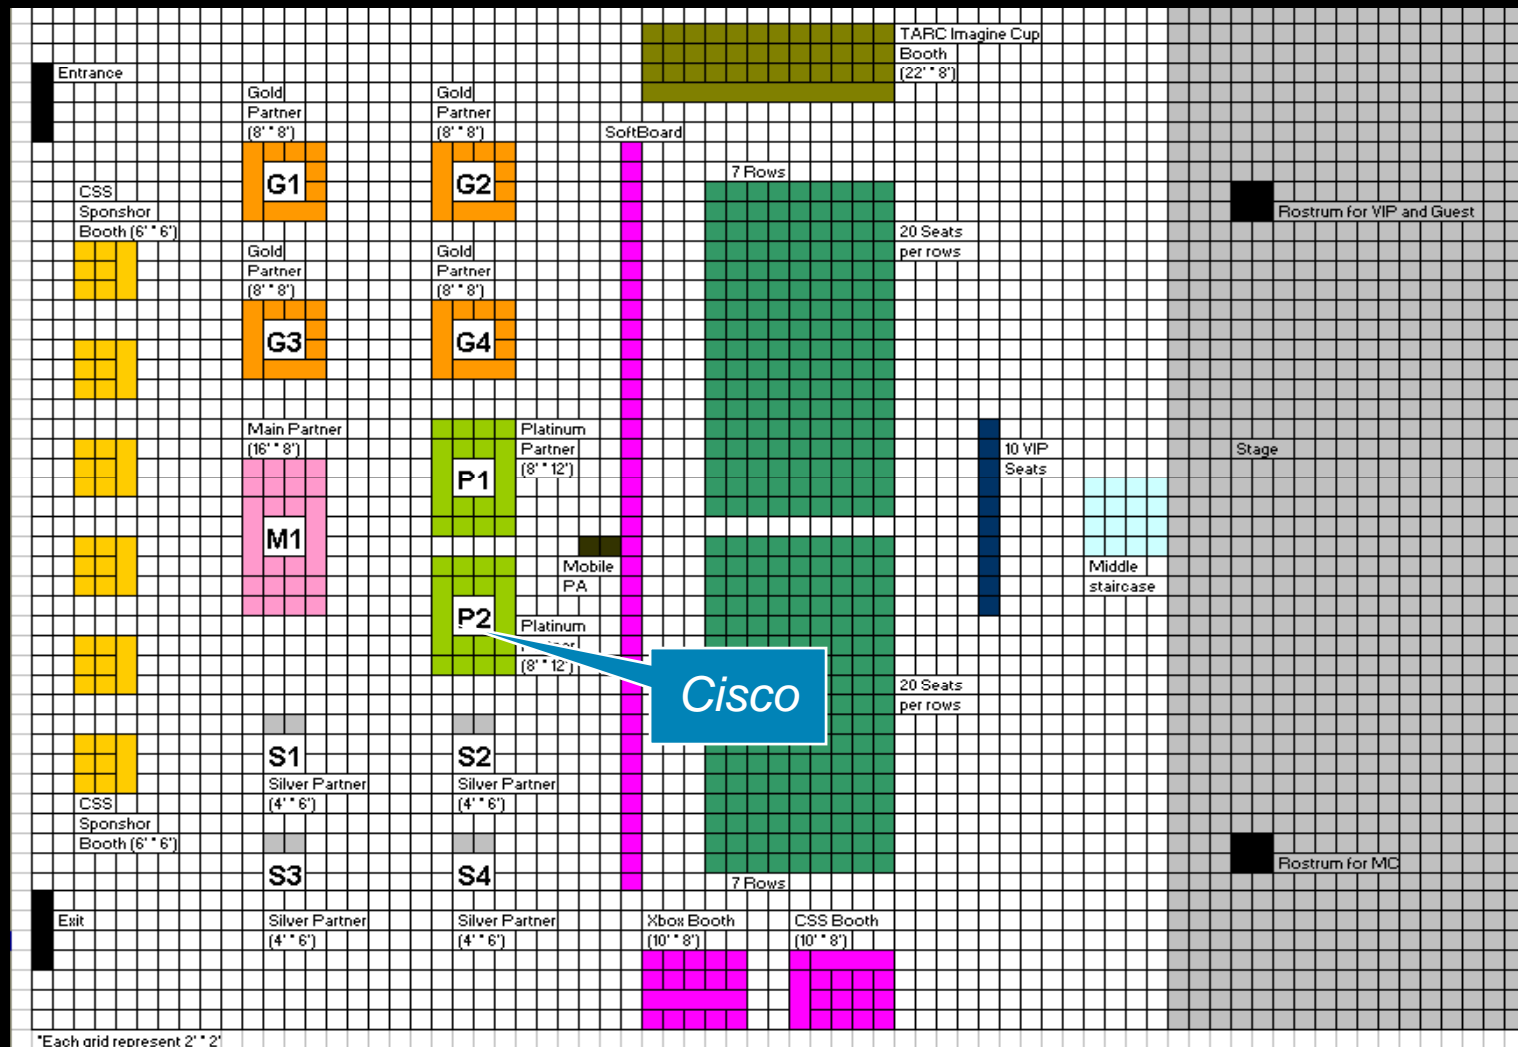 TARC Imagine Cup
Booth
(22' * 8')
Entrance
Gold
Partner
(8' * 8')
Gold
Partner
(8' * 8')
SoftBoard
G1
G2
7 Rows
CSS
Sponshor
Booth (6' * 6')
Rostrum for VIP and Guest
20 Seats
per rows
Gold
Partner
(8' * 8')
Gold
Partner
(8' * 8')
G3
G4
Main Partner
(16' * 8')
Platinum
Partner
(8' * 12')
10 VIP
Seats
Stage
P1
M1
Mobile
PA
Middle
staircase
P2
Platinum
(8' * 12')
Cisco
20 Seats
per rows
S1
Silver Partner
(4' * 6')
S2
Silver Partner
(4' * 6')
CSS
Sponshor
Booth (6' * 6')
Rostrum for MC
S3
S4
7 Rows
Exit
Silver Partner
(4' * 6')
Silver Partner
(4' * 6')
Xbox Booth
(10' * 8')
CSS Booth
(10' * 8')
*Each grid represent 2' * 2'